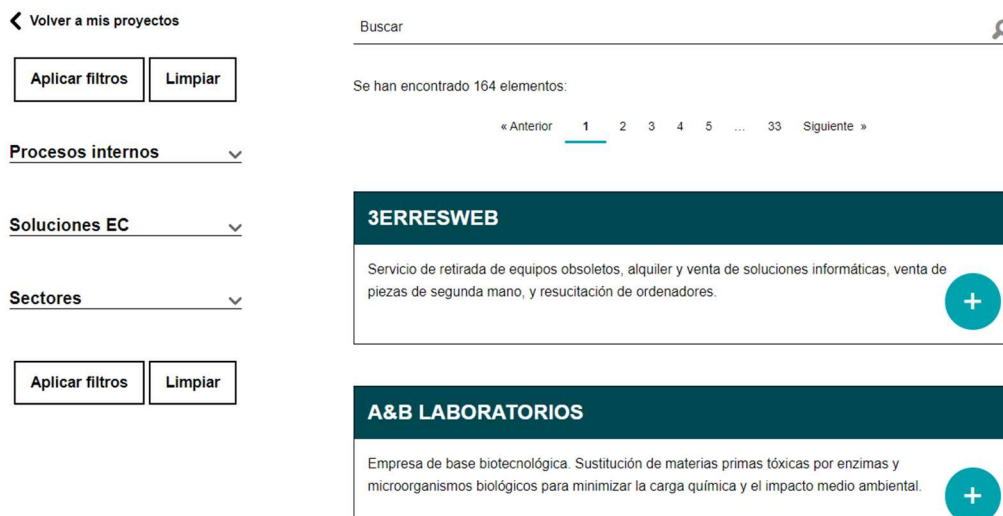 Volver a mis proyectos
Aplicar filtros
Limpiar
Procesos internos
Soluciones EC
Sectores
Aplicar filtros
Limpiar
Buscar
Se han encontrado 164 elementos:
« Anterior 1 2 3 4 5 ... 33 Siguiente »
3ERRESWEB
Servicio de retirada de equipos obsoletos, alquiler y venta de soluciones informáticas, venta de
piezas de segunda mano, y resucitación de ordenadores.
+
A&B LABORATORIOS
Empresa de base biotecnológica. Sustitución de materias primas tóxicas por enzimas y
microorganismos biológicos para minimizar la carga química y el impacto medio ambiental.
+